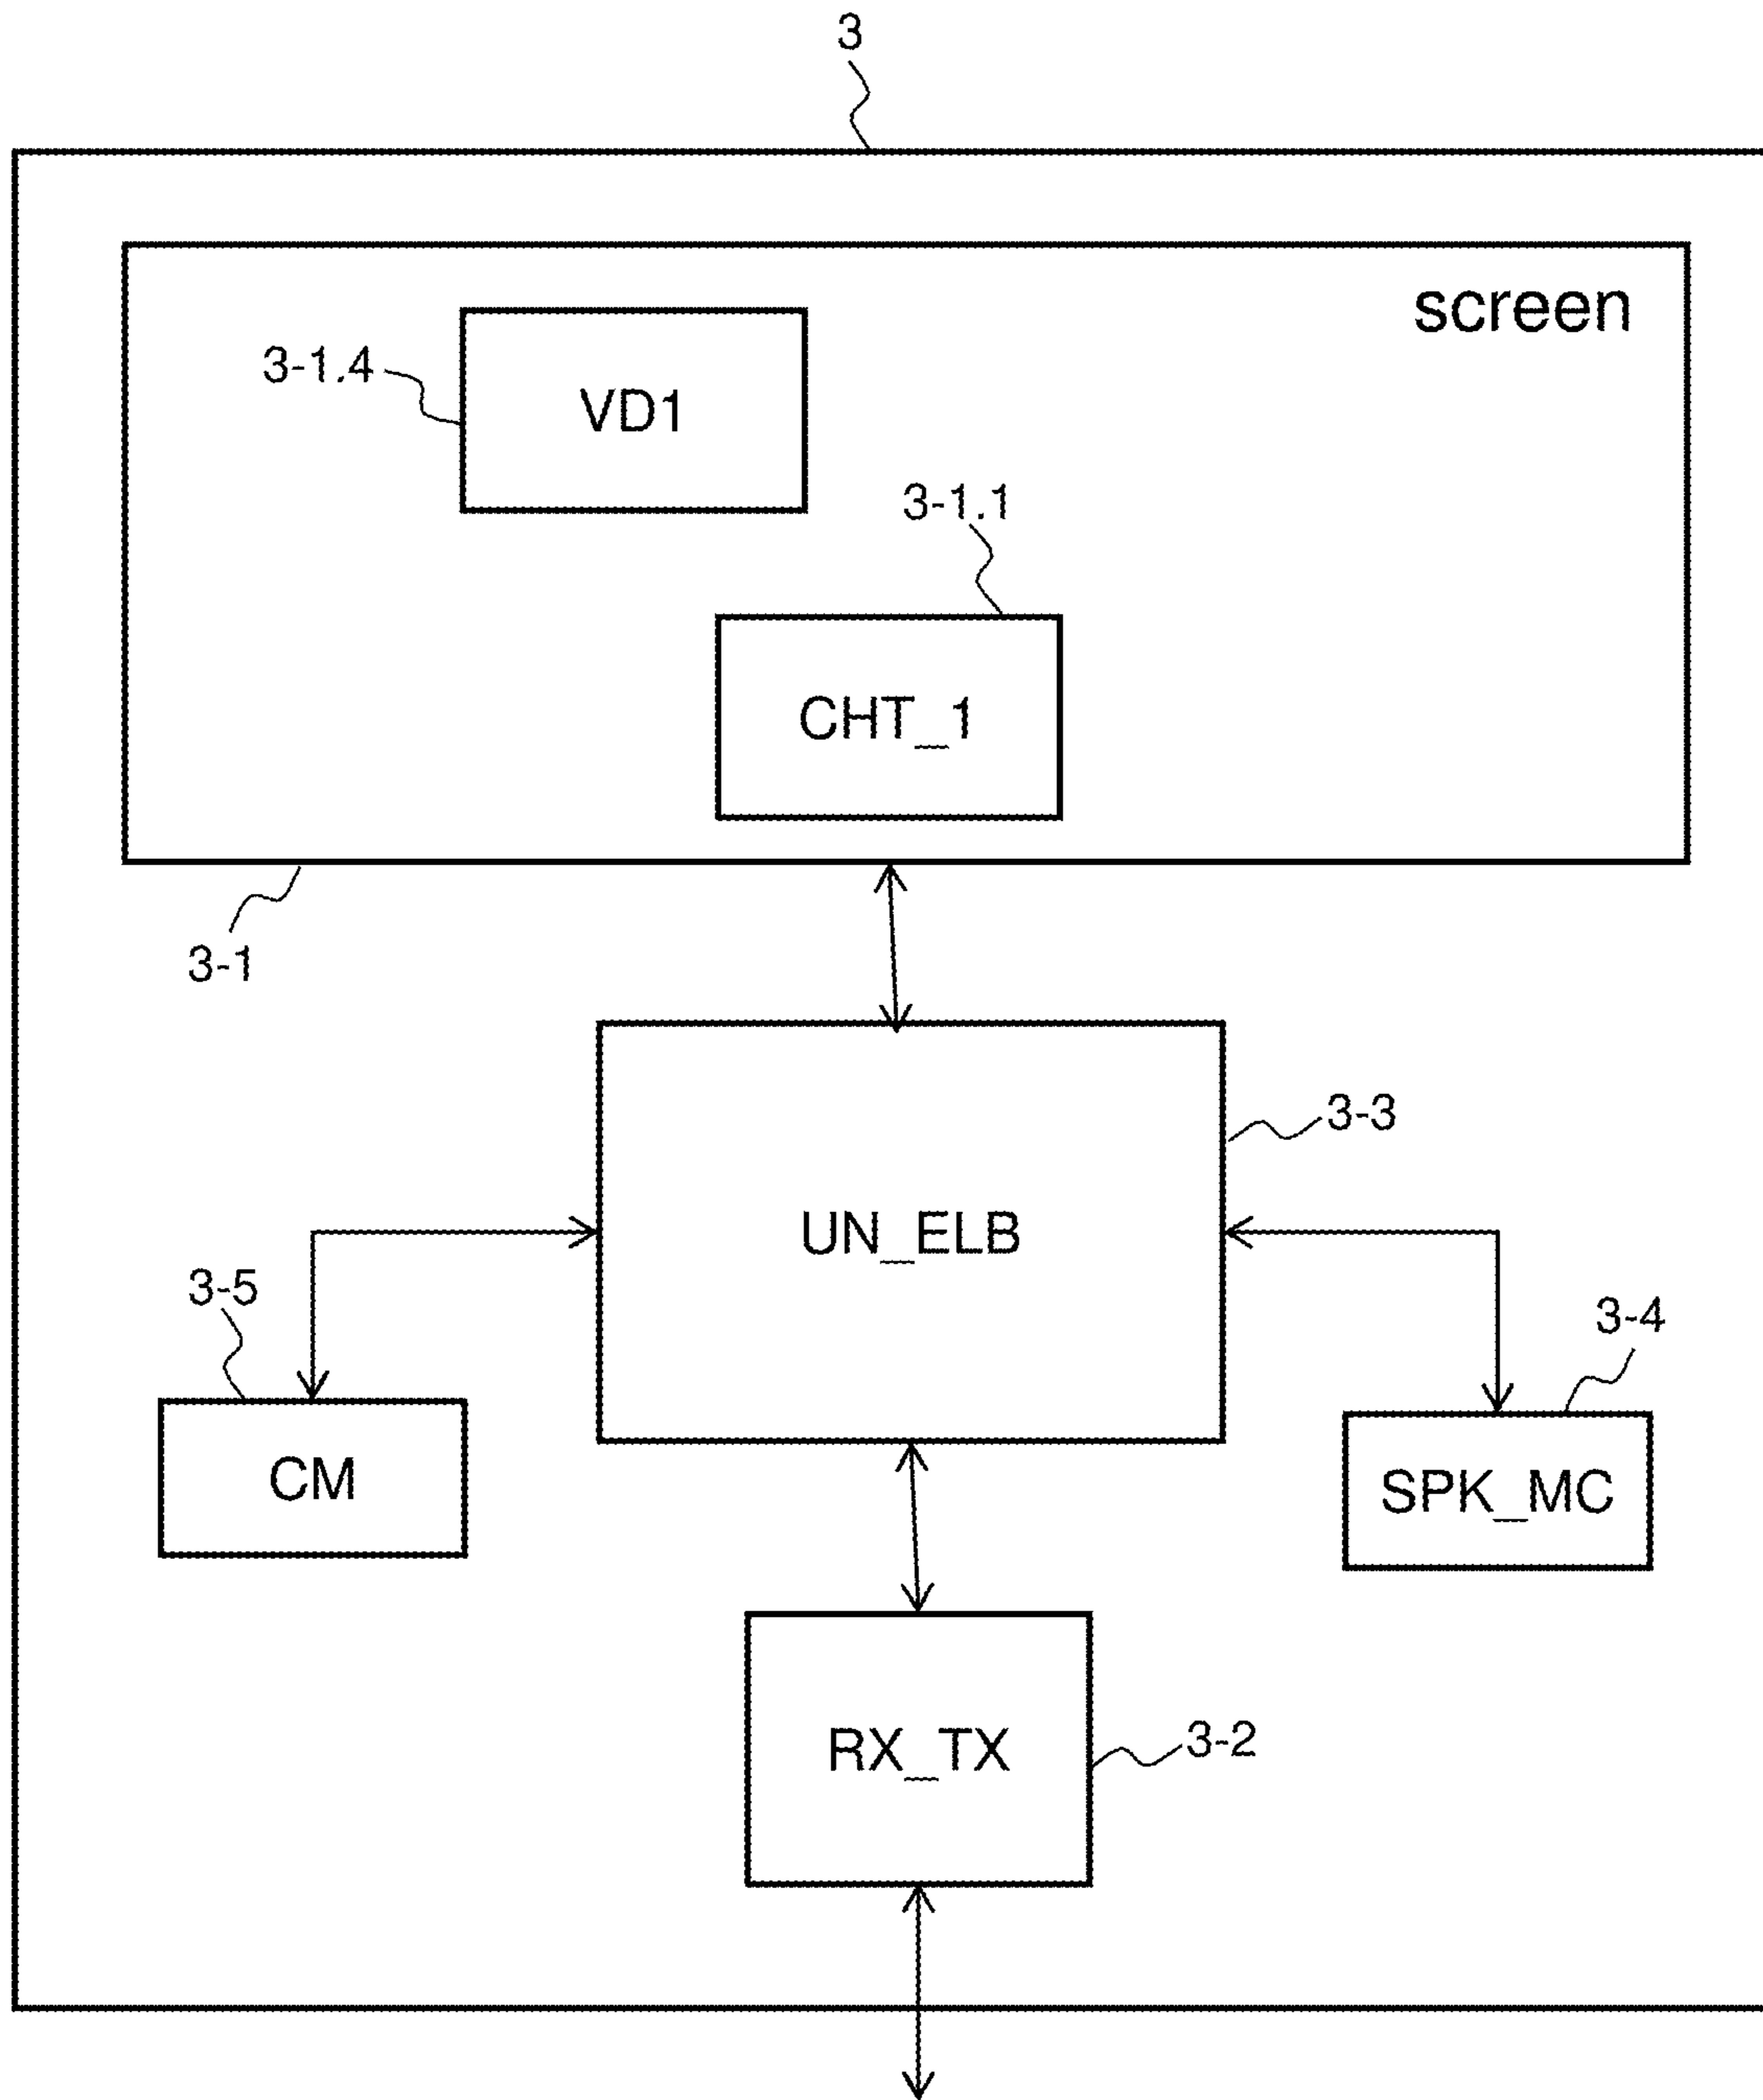 3
screen
3-1.4
VD1
3-1.1
CHT_1
3-1
3-3
UN_ELB
3-5
3-4
CM
SPK_MC
RX_TX
3-2